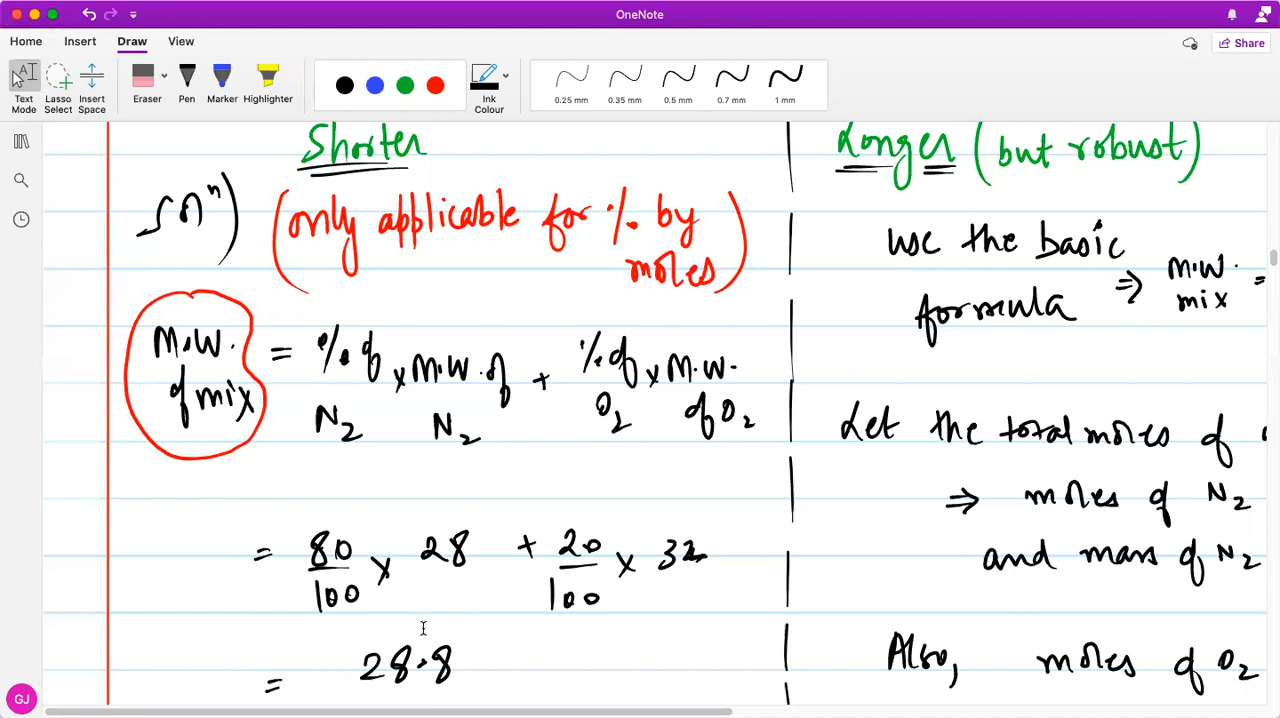 OneNote
Home Insert Draw View
Share
Text Mode
Lasso Select
Insert Space
Eraser
Pen
Marker
Highlighter
Ink Colour
0.25 mm 0.35 mm 0.5 mm 0.7 mm 1 mm
Shorter
Solⁿ) (only applicable for % by
moles)
M.W. of mix = % of N₂ × M.W. of N₂ + % of O₂ × M.W. of O₂
= 80/100 × 28 + 20/100 × 32
= 28.8
Longer (but robust)
use the basic
formula ⇒ M.W. mix =
Let the total moles of
⇒ moles of N₂
and mass of N₂
Also, moles of O₂
GJ